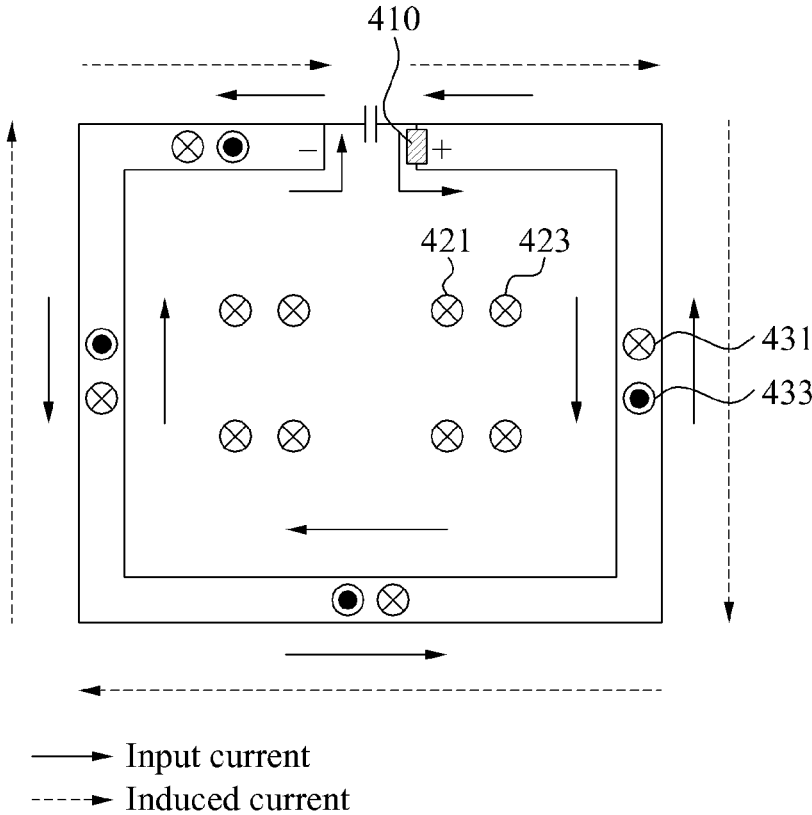 410
− +
421 423
431
433
Input current
Induced current